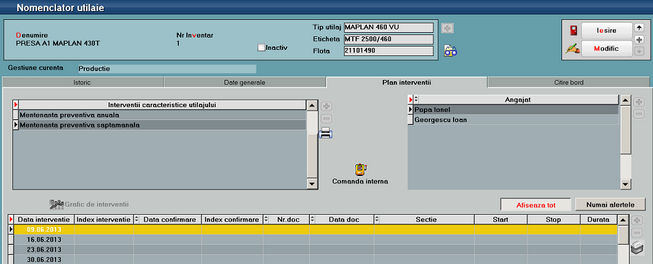 Nomenclator utilaje
Denumire
PRESA A1 MAPLAN 430T
Nr Inventar
1
Inactiv
Tip utilaj MAPLAN 460 VU
Eticheta MTF 2500/460
Flota 21101490
Iesire
Modific
Gestiune curenta Productie
Istoric
Date generale
Plan interventii
Citire bord
Interventii caracteristice utilajului
Mentenanta preventiva anuala
Mentenanta preventiva saptamanala
Comanda interna
Angajat
Popa Ionel
Georgescu Ioan
Grafic de interventii
Afiseaza tot
Numai alertele
Data interventie Index interventie Data confirmare Index confirmare Nr.doc Data doc Sectie Start Stop Durata
09.06.2013
16.06.2013
23.06.2013
30.06.2013